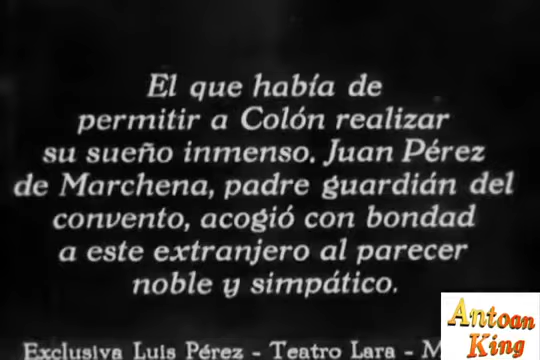 El que había de
permitir a Colón realizar
su sueño inmenso. Juan Pérez
de Marchena, padre guardián del
convento, acogió con bondad
a este extranjero al parecer
noble y simpático.
Exclusiva Luis Pérez - Teatro Lara -
Antoan
King